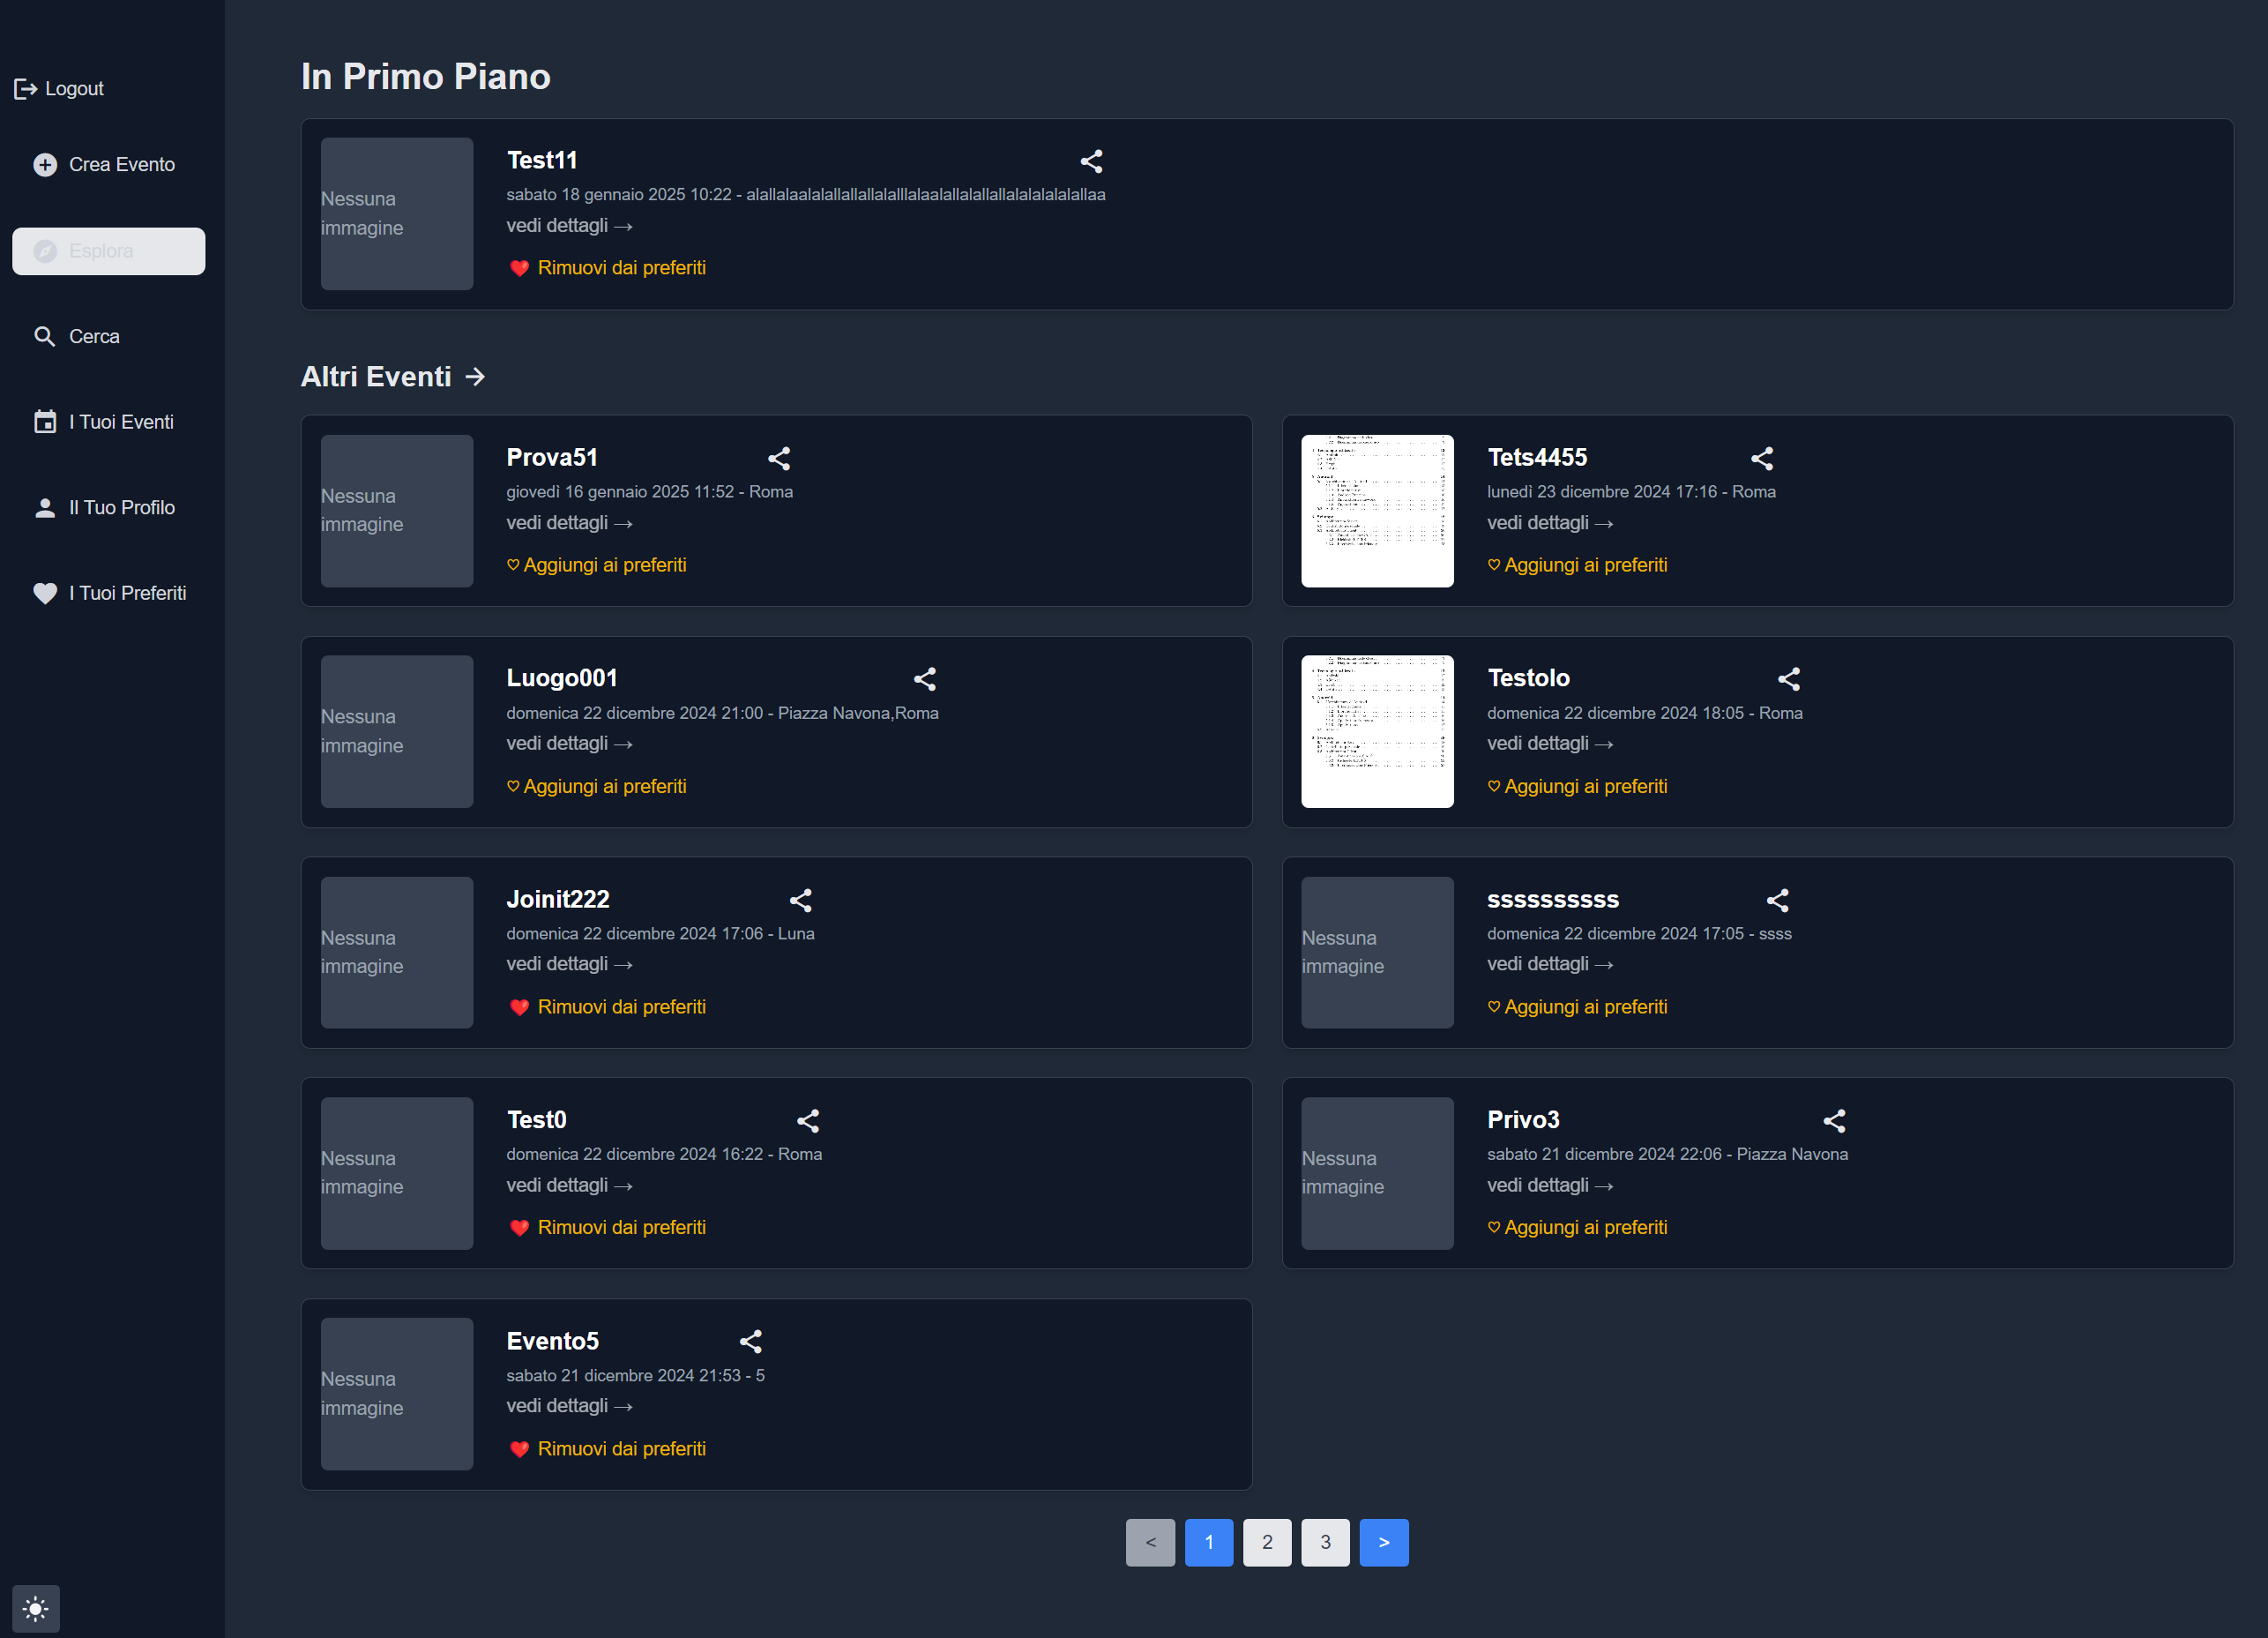 Logout
Crea Evento
Esplora
Cerca
I Tuoi Eventi
Il Tuo Profilo
I Tuoi Preferiti
In Primo Piano
Nessuna
immagine
Test11
sabato 18 gennaio 2025 10:22 -
vedi dettagli →
Rimuovi dai preferiti
Altri Eventi →
Nessuna
immagine
Prova51
giovedì 16 gennaio 2025 11:52 - Roma
vedi dettagli →
♡ Aggiungi ai preferiti
Tets4455
lunedì 23 dicembre 2024 17:16 - Roma
vedi dettagli →
♡ Aggiungi ai preferiti
Nessuna
immagine
Luogo001
domenica 22 dicembre 2024 21:00 - Piazza Navona,Roma
vedi dettagli →
♡ Aggiungi ai preferiti
Testolo
domenica 22 dicembre 2024 18:05 - Roma
vedi dettagli →
♡ Aggiungi ai preferiti
Nessuna
immagine
Joinit222
domenica 22 dicembre 2024 17:06 - Luna
vedi dettagli →
Rimuovi dai preferiti
Nessuna
immagine
ssssssssss
domenica 22 dicembre 2024 17:05 - ssss
vedi dettagli →
♡ Aggiungi ai preferiti
Nessuna
immagine
Test0
domenica 22 dicembre 2024 16:22 - Roma
vedi dettagli →
Rimuovi dai preferiti
Nessuna
immagine
Privo3
sabato 21 dicembre 2024 22:06 - Piazza Navona
vedi dettagli →
♡ Aggiungi ai preferiti
Nessuna
immagine
Evento5
sabato 21 dicembre 2024 21:53 - 5
vedi dettagli →
Rimuovi dai preferiti
< 1 2 3 >